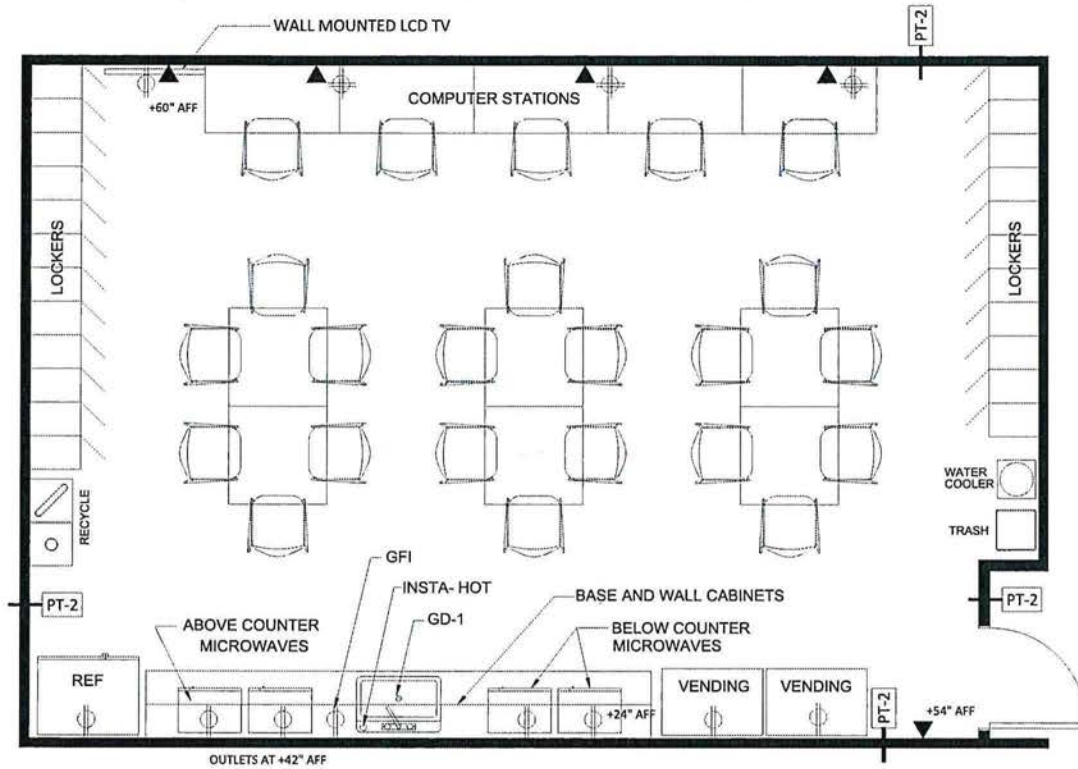 WALL MOUNTED LCD TV
PT-2
+60" AFF
COMPUTER STATIONS
LOCKERS
LOCKERS
WATER
COOLER
TRASH
RECYCLE
PT-2
GFI
INSTA- HOT
GD-1
BASE AND WALL CABINETS
PT-2
ABOVE COUNTER
MICROWAVES
BELOW COUNTER
MICROWAVES
REF
VENDING
VENDING
+24" AFF
PT-2
+54" AFF
OUTLETS AT +42" AFF